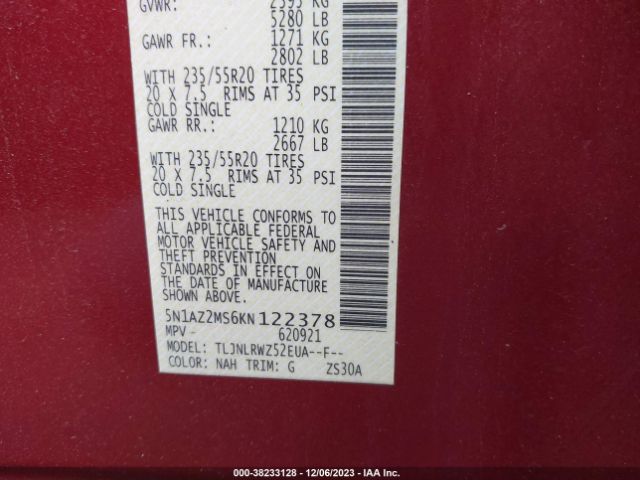 GVWR: 2395 KG
5280 LB
GAWR FR.: 1271 KG
2802 LB
WITH 235/55R20 TIRES
20 X 7.5 RIMS AT 35 PSI
COLD SINGLE
GAWR RR.: 1210 KG
2667 LB
WITH 235/55R20 TIRES
20 X 7.5 RIMS AT 35 PSI
COLD SINGLE
THIS VEHICLE CONFORMS TO
ALL APPLICABLE FEDERAL
MOTOR VEHICLE SAFETY AND
THEFT PREVENTION
STANDARDS IN EFFECT ON
THE DATE OF MANUFACTURE
SHOWN ABOVE.
5N1AZ2MS6KN122378
MPV- 620921
MODEL: TLJNLRWZ52EUA--F--
COLOR: NAH TRIM: G ZS30A
000-38233128 - 12/06/2023 - IAA Inc.